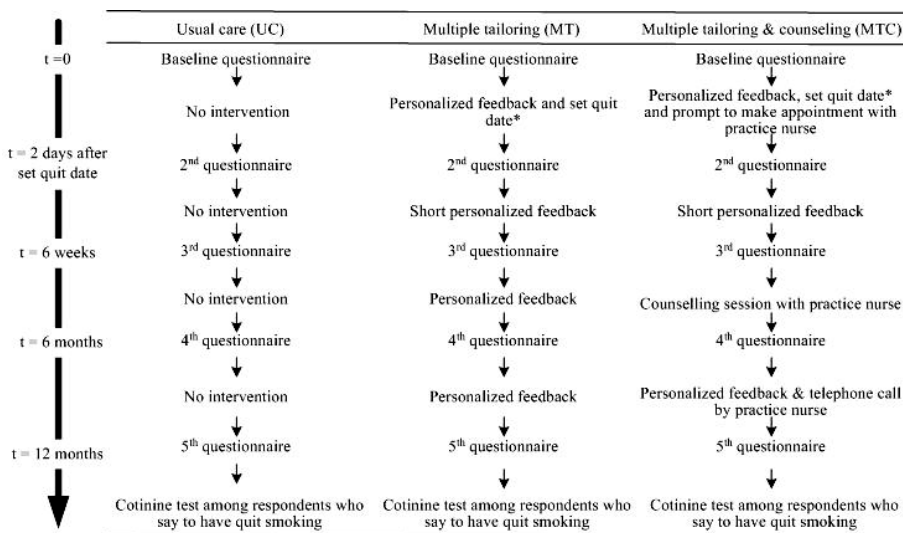 Usual care (UC) Multiple tailoring (MT) Multiple tailoring & counseling (MTC)
t =0 Baseline questionnaire Baseline questionnaire Baseline questionnaire
No intervention
Personalized feedback and set quit
date*
Personalized feedback, set quit date*
and prompt to make appointment with
practice nurse
t = 2 days after
set quit date
2nd questionnaire 2nd questionnaire 2nd questionnaire
No intervention Short personalized feedback Short personalized feedback
t = 6 weeks 3rd questionnaire 3rd questionnaire 3rd questionnaire
No intervention Personalized feedback Counselling session with practice nurse
t = 6 months 4th questionnaire 4th questionnaire 4th questionnaire
No intervention Personalized feedback
Personalized feedback & telephone call
by practice nurse
t = 12 months 5th questionnaire 5th questionnaire 5th questionnaire
Cotinine test among respondents who
say to have quit smoking
Cotinine test among respondents who
say to have quit smoking
Cotinine test among respondents who
say to have quit smoking